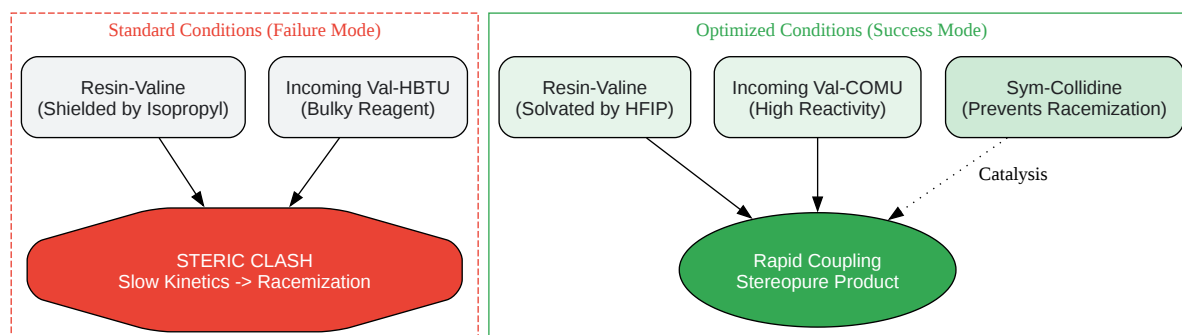 Standard Conditions (Failure Mode)
Resin-Valine
(Shielded by Isopropyl)
Incoming Val-HBTU
(Bulky Reagent)
STERIC CLASH
Slow Kinetics -> Racemization
Optimized Conditions (Success Mode)
Resin-Valine
(Solvated by HFIP)
Incoming Val-COMU
(High Reactivity)
Sym-Collidine
(Prevents Racemization)
Catalysis
Rapid Coupling
Stereopure Product